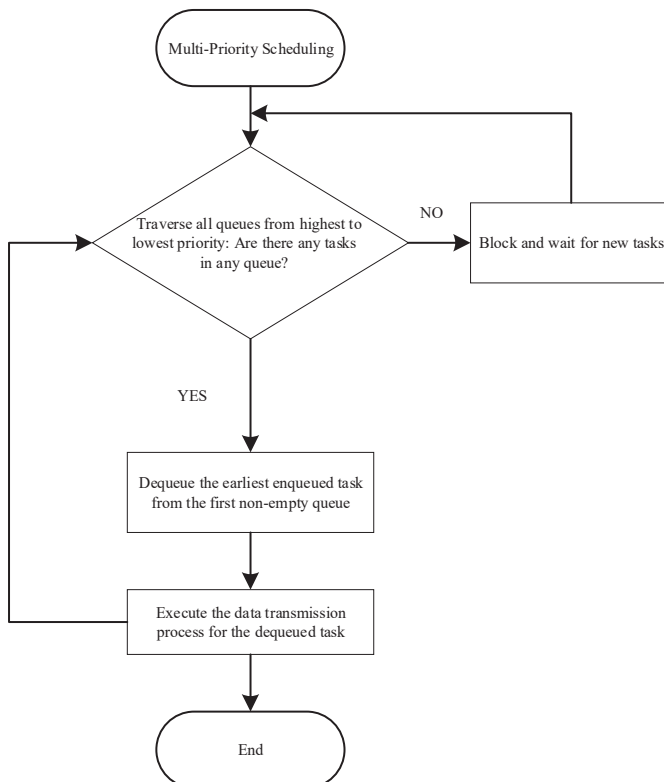 Multi-Priority Scheduling
Traverse all queues from highest to
lowest priority: Are there any tasks
in any queue?
NO
Block and wait for new tasks
YES
Dequeue the earliest enqueued task
from the first non-empty queue
Execute the data transmission
process for the dequeued task
End